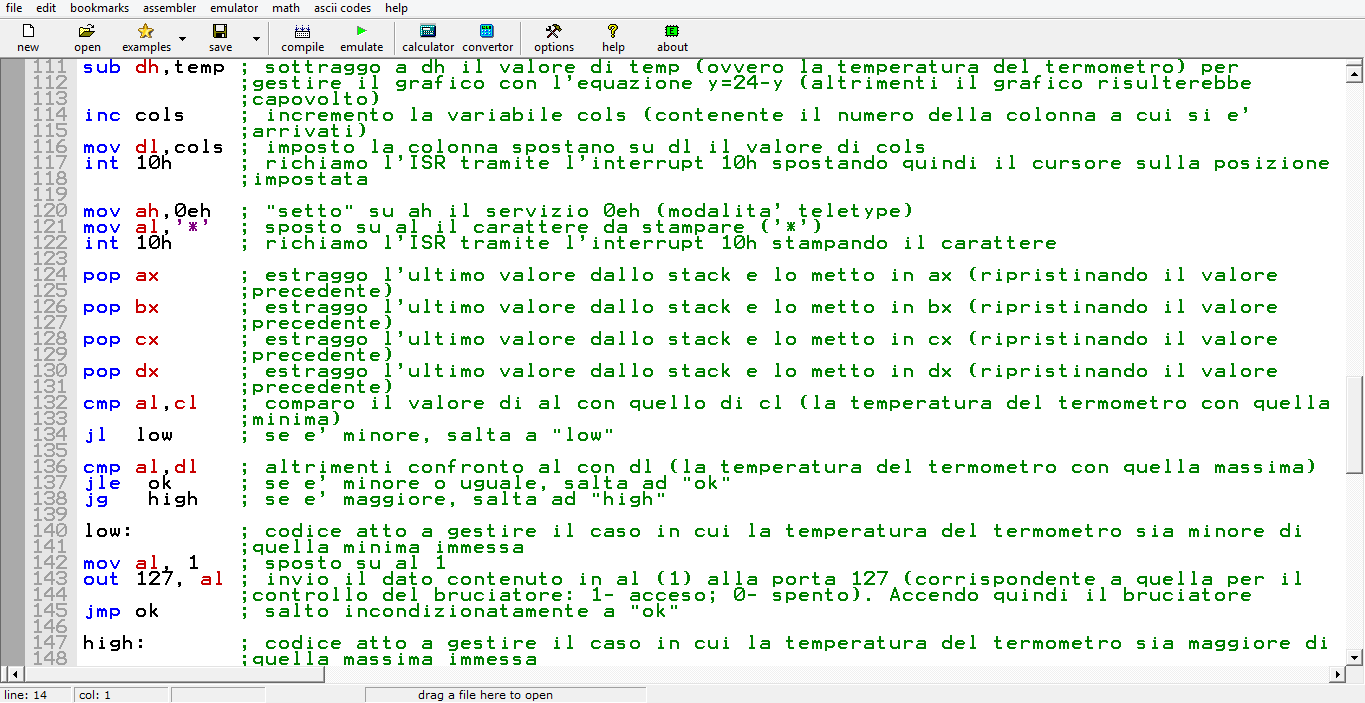 file edit bookmarks assembler emulator math ascii codes help
new open examples save compile emulate calculator convertor options help about
111 sub dh,temp ; sottraggo a dh il valore di temp (ovvero la temperatura del termometro) per
112 ;gestire il grafico con l'equazione y=24-y (altrimenti il grafico risulterebbe
113 ;capovolto)
114 inc cols ; incremento la variabile cols (contenente il numero della colonna a cui si e'
115 ;arrivati)
116 mov dl,cols ; imposto la colonna spostano su dl il valore di cols
117 int 10h ; richiamo l'ISR tramite l'interrupt 10h spostando quindi il cursore sulla posizione
118 ;impostata
119
120 mov ah,0eh ; "setto" su ah il servizio 0eh (modalita' teletype)
121 mov al,'*' ; sposto su al il carattere da stampare ('*')
122 int 10h ; richiamo l'ISR tramite l'interrupt 10h stampando il carattere
123
124 pop ax ; estraggo l'ultimo valore dallo stack e lo metto in ax (ripristinando il valore
125 ;precedente)
126 pop bx ; estraggo l'ultimo valore dallo stack e lo metto in bx (ripristinando il valore
127 ;precedente)
128 pop cx ; estraggo l'ultimo valore dallo stack e lo metto in cx (ripristinando il valore
129 ;precedente)
130 pop dx ; estraggo l'ultimo valore dallo stack e lo metto in dx (ripristinando il valore
131 ;precedente)
132 cmp al,cl ; comparo il valore di al con quello di cl (la temperatura del termometro con quella
133 ;minima)
134 jl low ; se e' minore, salta a "low"
135
136 cmp al,dl ; altrimenti confronto al con dl (la temperatura del termometro con quella massima)
137 jle ok ; se e' minore o uguale, salta ad "ok"
138 jg high ; se e' maggiore, salta ad "high"
139
140 low: ; codice atto a gestire il caso in cui la temperatura del termometro sia minore di
141 ;quella minima immessa
142 mov al, 1 ; sposto su al 1
143 out 127, al ; invio il dato contenuto in al (1) alla porta 127 (corrispondente a quella per il
144 ;controllo del bruciatore: 1- acceso; 0- spento). Accendo quindi il bruciatore
145 jmp ok ; salto incondizionatamente a "ok"
146
147 high: ; codice atto a gestire il caso in cui la temperatura del termometro sia maggiore di
148 ;quella massima immessa
line: 14 col: 1 drag a file here to open